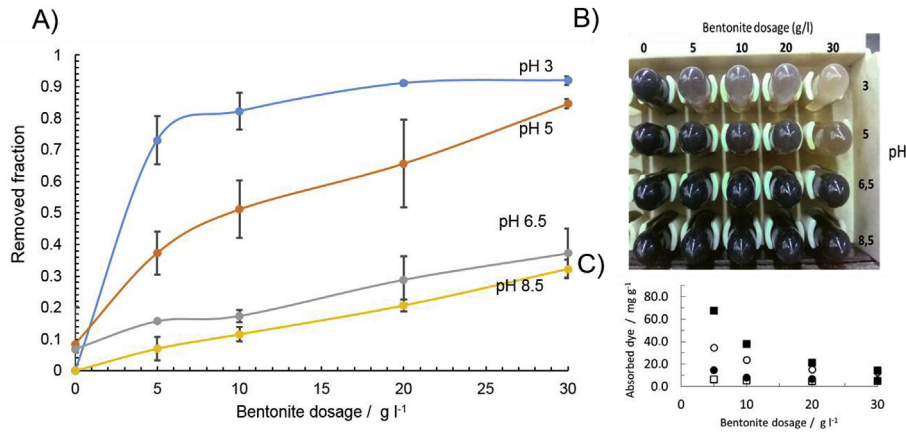 A)
Removed fraction
1
0.9
0.8
0.7
0.6
0.5
0.4
0.3
0.2
0.1
0
pH 3
pH 5
pH 6.5
pH 8.5
0 5 10 15 20 25 30
Bentonite dosage / g l-1
B)
Bentonite dosage (g/l)
0 5 10 20 30
3
5
6,5
8,5
pH
C)
Absorbed dye / mg g-1
80.0
60.0
40.0
20.0
0.0
0 10 20 30
Bentonite dosage / g l-1